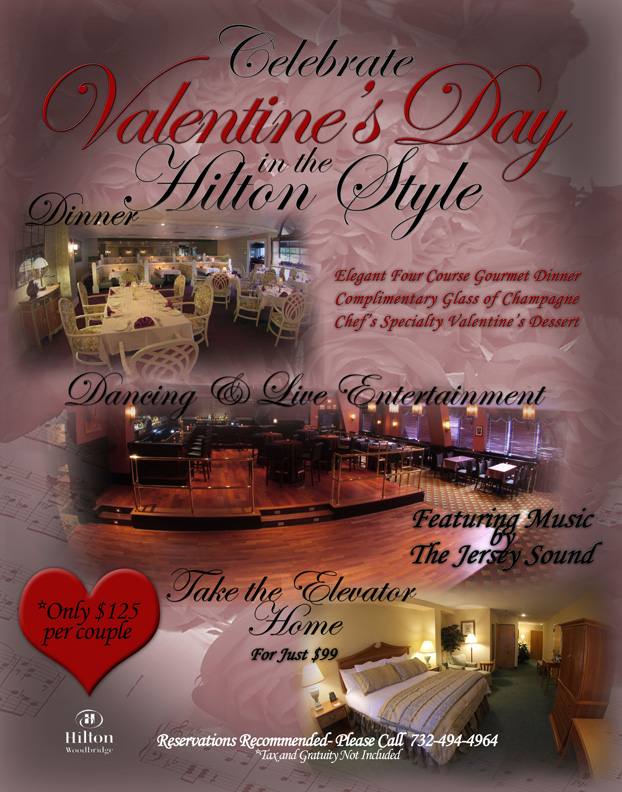 Celebrate
Valentine's Day
in the
Hilton Style
Dinner
Elegant Four Course Gourmet Dinner
Complimentary Glass of Champagne
Chef's Specialty Valentine's Dessert
Dancing & Live Entertainment
Featuring Music
by
The Jersey Sound
Take the Elevator
Home
For Just $99
*Only $125
per couple
Hilton
Woodbridge
Reservations Recommended- Please Call 732-494-4964
*Tax and Gratuity Not Included